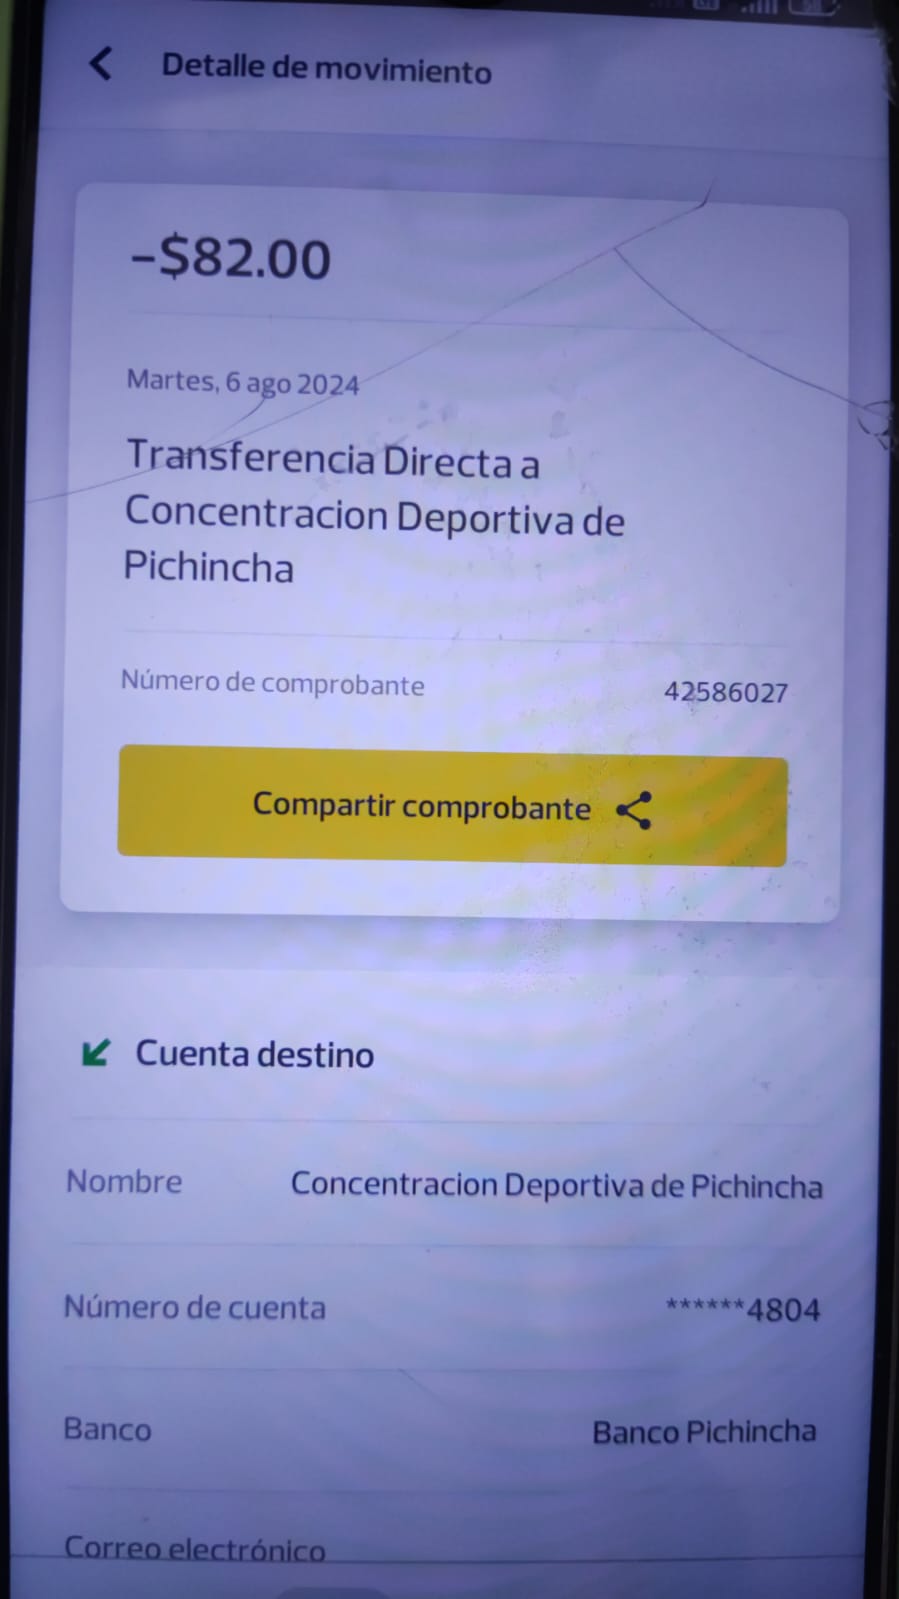 Detalle de movimiento
-$82.00
Martes, 6 ago 2024
Transferencia Directa a
Concentracion Deportiva de
Pichincha
Número de comprobante 42586027
Compartir comprobante
Cuenta destino
Nombre Concentracion Deportiva de Pichincha
Número de cuenta ******4804
Banco Banco Pichincha
Correo electrónico